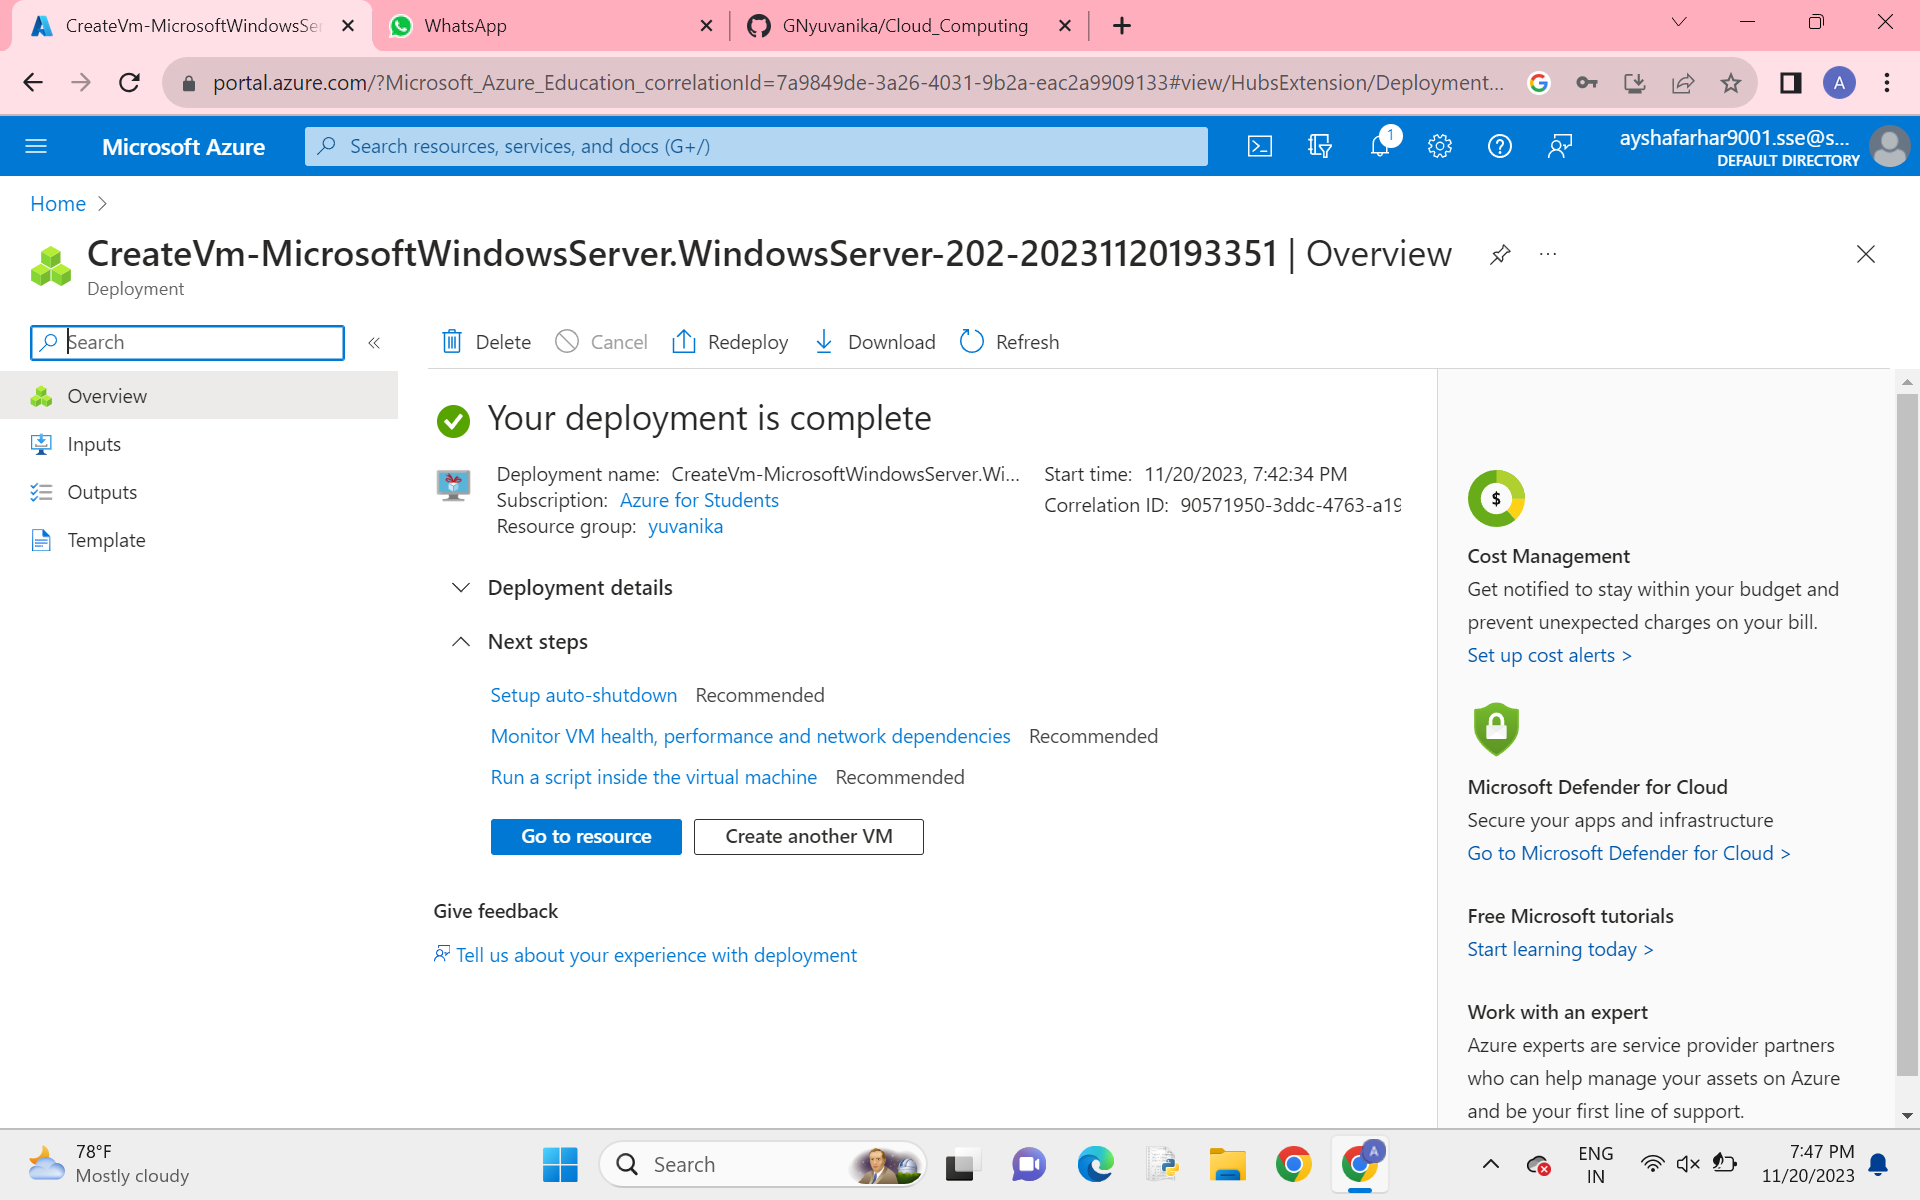 CreateVm-MicrosoftWindowsSer
WhatsApp
GNyuvanika/Cloud_Computing
portal.azure.com/?Microsoft_Azure_Education_correlationId=7a9849de-3a26-4031-9b2a-eac2a9909133#view/HubsExtension/Deployment...
A
Microsoft Azure
Search resources, services, and docs (G+/)
1
ayshafarhar9001.sse@s...
DEFAULT DIRECTORY
Home
CreateVm-MicrosoftWindowsServer.WindowsServer-202-20231120193351 | Overview
Deployment
Search
Delete
Cancel
Redeploy
Download
Refresh
Overview
Inputs
Outputs
Template
Your deployment is complete
Deployment name: CreateVm-MicrosoftWindowsServer.Wi...
Subscription: Azure for Students
Resource group: yuvanika
Start time: 11/20/2023, 7:42:34 PM
Correlation ID: 90571950-3ddc-4763-a19
Deployment details
Next steps
Setup auto-shutdown Recommended
Monitor VM health, performance and network dependencies Recommended
Run a script inside the virtual machine Recommended
Go to resource
Create another VM
Give feedback
Tell us about your experience with deployment
$
Cost Management
Get notified to stay within your budget and
prevent unexpected charges on your bill.
Set up cost alerts >
Microsoft Defender for Cloud
Secure your apps and infrastructure
Go to Microsoft Defender for Cloud >
Free Microsoft tutorials
Start learning today >
Work with an expert
Azure experts are service provider partners
who can help manage your assets on Azure
and be your first line of support.
78°F
Mostly cloudy
Search
A
ENG
IN
7:47 PM
11/20/2023